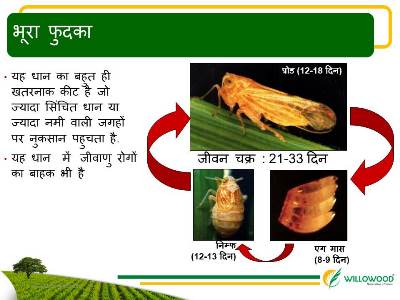 भूरा फुदका
• यह धान का बहुत ही
खतरनाक कीट है जो
ज्यादा सिंचित धान या
ज्यादा नमी वाली जगहों
पर नुकसान पहुचता है.
• यह धान में जीवाणु रोगों
का बाहक भी है
प्रोड (12-18 दिन)
जीवन चक्र : 21-33 दिन
निम्फ
(12-13 दिन)
एग मास
(8-9 दिन)
WILLOWOOD